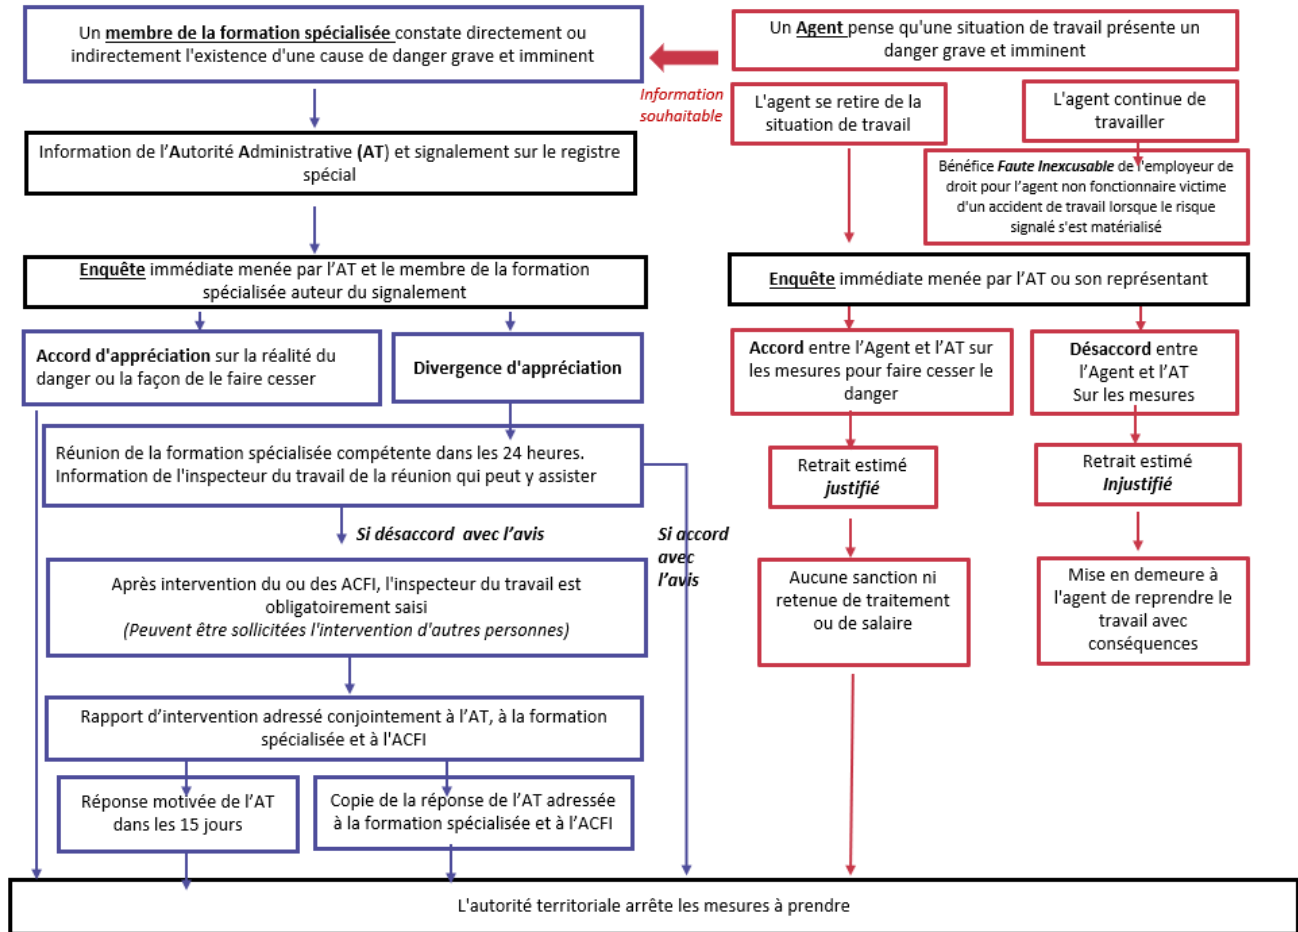 Un membre de la formation spécialisée constate directement ou
indirectement l'existence d'une cause de danger grave et imminent
Un Agent pense qu'une situation de travail présente un
danger grave et imminent
Information
souhaitable
L'agent se retire de la
situation de travail
L'agent continue de
travailler
Information de l'Autorité Administrative (AT) et signalement sur le registre
spécial
Bénéfice Faute Inexcusable de l'employeur de
droit pour l'agent non fonctionnaire victime
d'un accident de travail lorsque le risque
signalé s'est matérialisé
Enquête immédiate menée par l'AT et le membre de la formation
spécialisée auteur du signalement
Enquête immédiate menée par l'AT ou son représentant
Accord d'appréciation sur la réalité du
danger ou la façon de le faire cesser
Divergence d'appréciation
Accord entre l'Agent et l'AT sur
les mesures pour faire cesser le
danger
Désaccord entre
l'Agent et l'AT
Sur les mesures
Réunion de la formation spécialisée compétente dans les 24 heures.
Information de l'inspecteur du travail de la réunion qui peut y assister
Retrait estimé
justifié
Retrait estimé
Injustifié
Si désaccord avec l'avis
Si accord
avec
l'avis
Après intervention du ou des ACFI, l'inspecteur du travail est
obligatoirement saisi
(Peuvent être sollicitées l'intervention d'autres personnes)
Aucune sanction ni
retenue de traitement
ou de salaire
Mise en demeure à
l'agent de reprendre le
travail avec
conséquences
Rapport d'intervention adressé conjointement à l'AT, à la formation
spécialisée et à l'ACFI
Réponse motivée de l'AT
dans les 15 jours
Copie de la réponse de l'AT adressée
à la formation spécialisée et à l'ACFI
L'autorité territoriale arrête les mesures à prendre